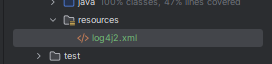 java 100% classes, 47% lines covered
resources
log4j2.xml
test